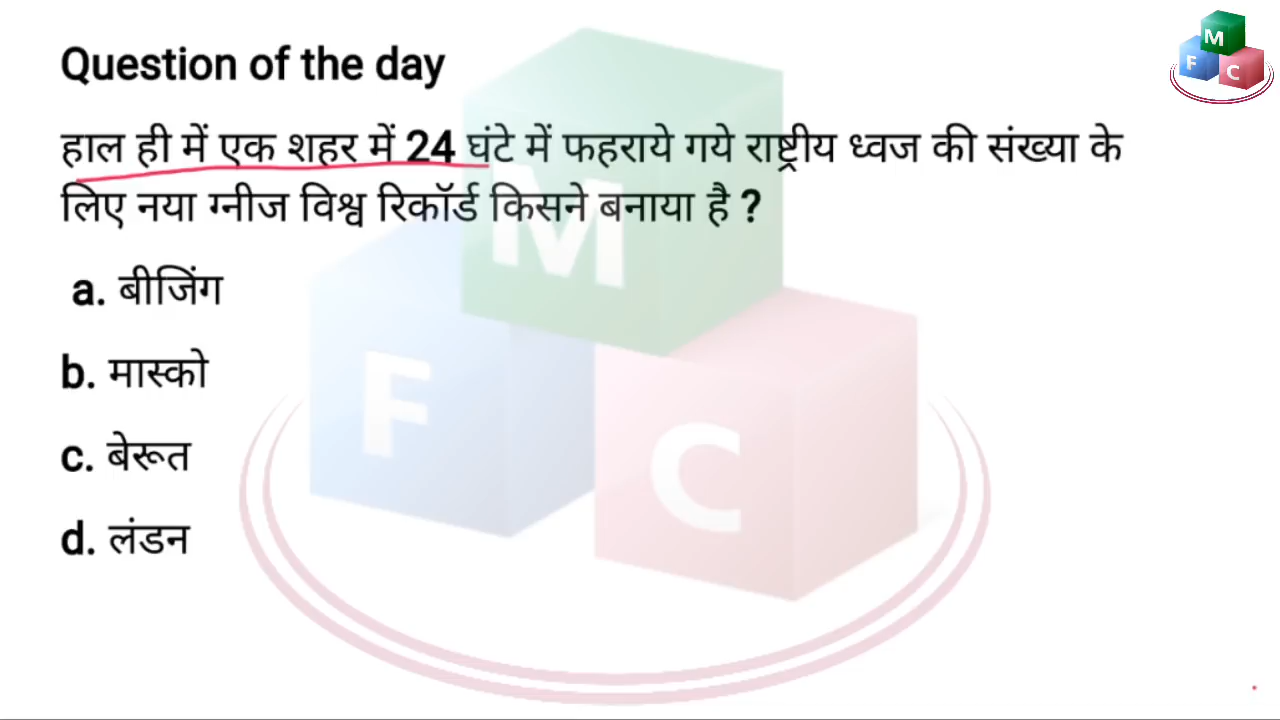 Question of the day
हाल ही में एक शहर में 24 घंटे में फहराये गये राष्ट्रीय ध्वज की संख्या के
लिए नया ग्नीज विश्व रिकॉर्ड किसने बनाया है ?
a. बीजिंग
b. मास्को
c. बेरूत
d. लंडन
M
F
C
M
F
C